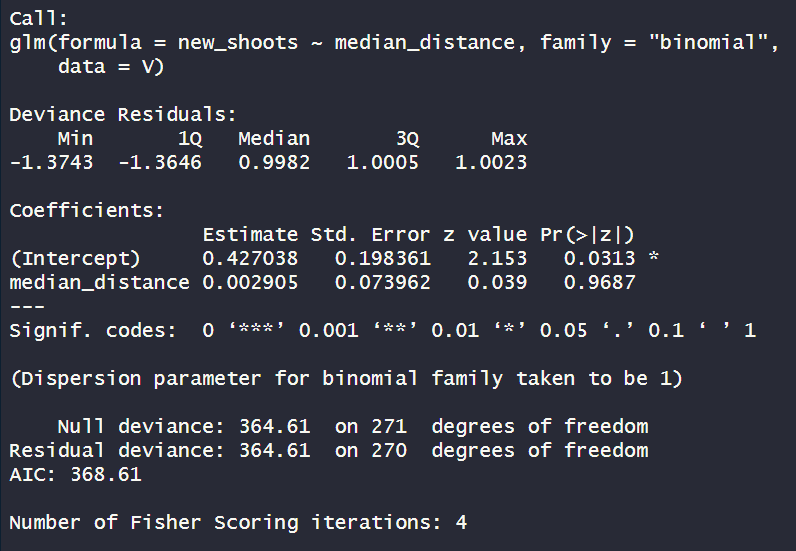 Call:
glm(formula = new_shoots ~ median_distance, family = "binomial",
    data = V)
Deviance Residuals:
    Min       1Q   Median       3Q      Max
-1.3743  -1.3646   0.9982   1.0005   1.0023
Coefficients:
                Estimate Std. Error z value Pr(>|z|)
(Intercept)     0.427038   0.198361   2.153   0.0313 *
median_distance 0.002905   0.073962   0.039   0.9687
---
Signif. codes:  0 ‘***’ 0.001 ‘**’ 0.01 ‘*’ 0.05 ‘.’ 0.1 ‘ ’ 1
(Dispersion parameter for binomial family taken to be 1)
    Null deviance: 364.61  on 271  degrees of freedom
Residual deviance: 364.61  on 270  degrees of freedom
AIC: 368.61
Number of Fisher Scoring iterations: 4